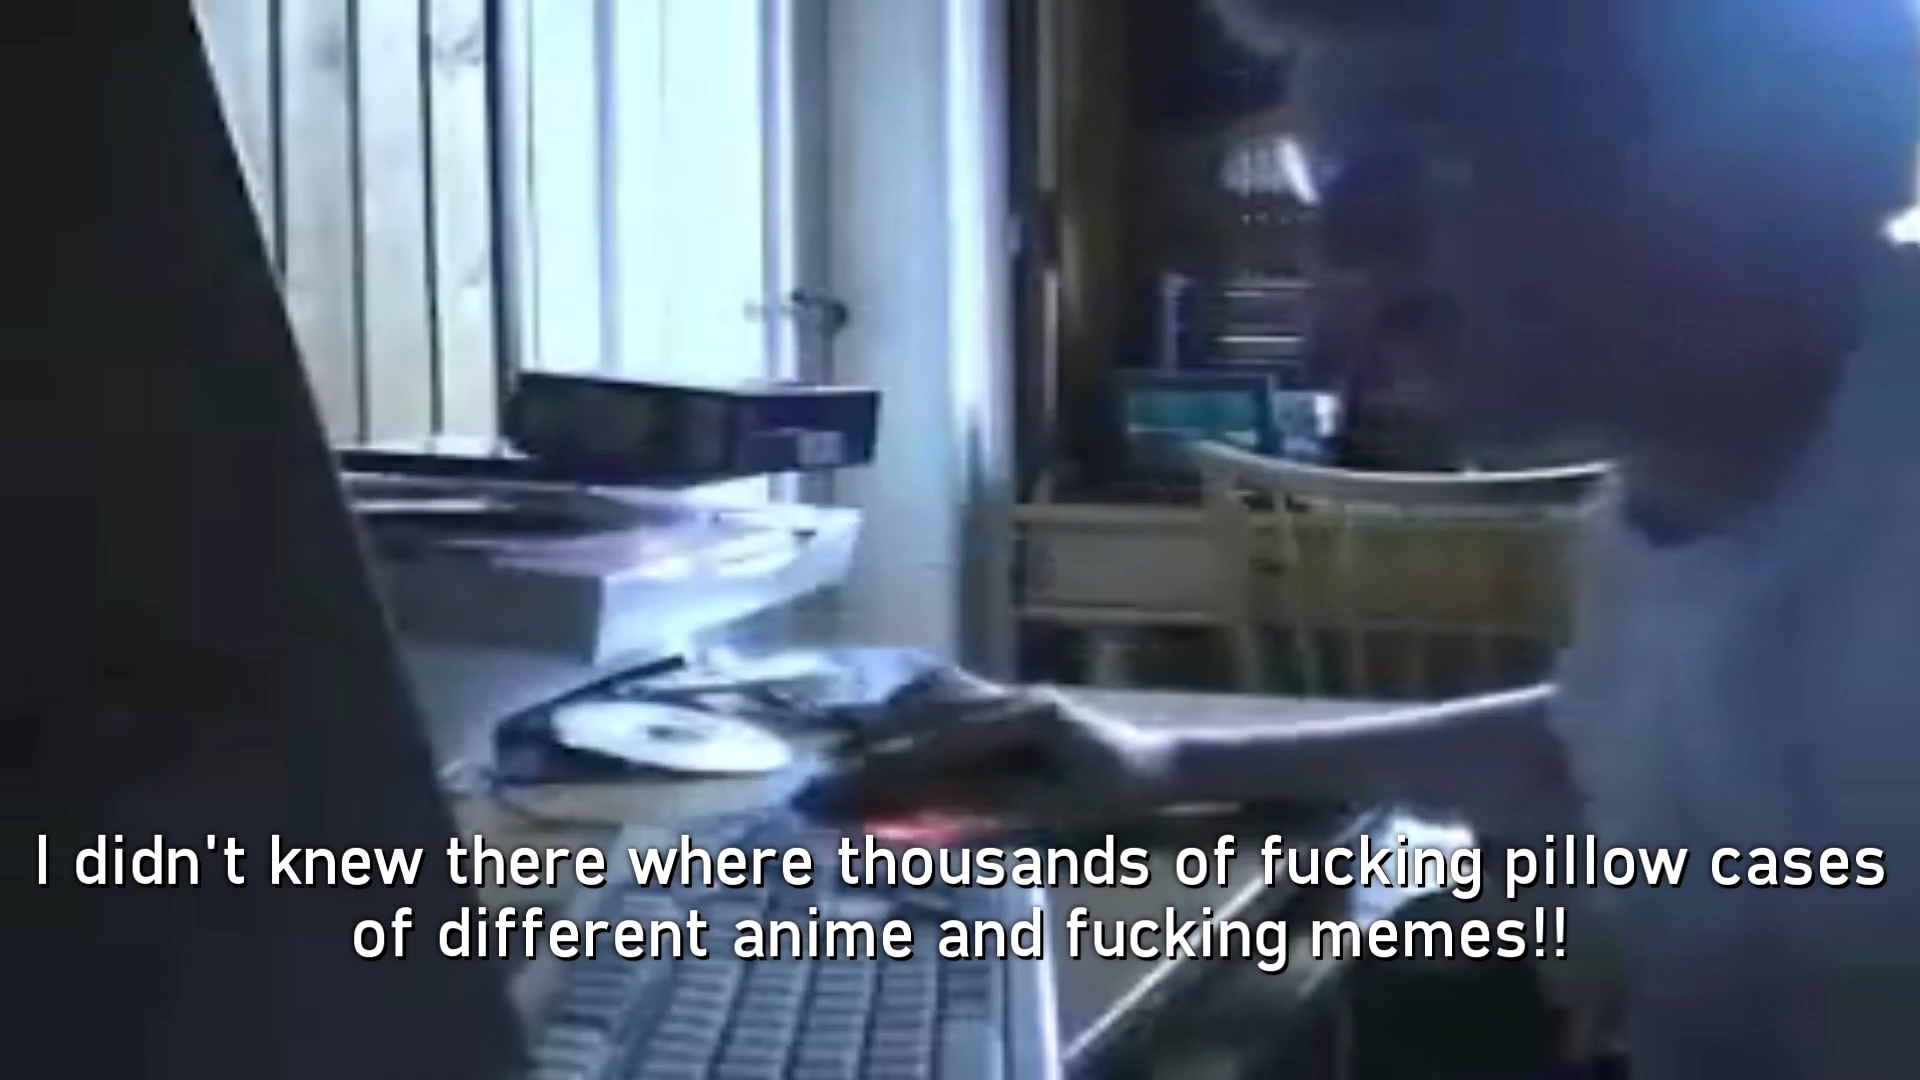 I didn't knew there where thousands of fucking pillow cases
of different anime and fucking memes!!